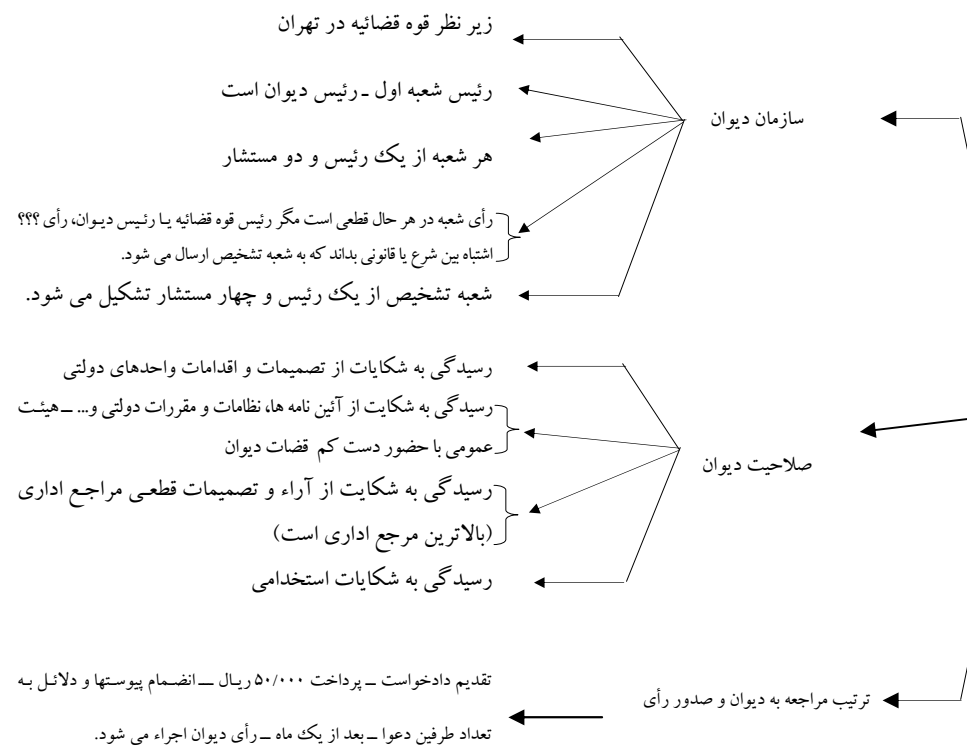 سازمان دیوان
زیر نظر قوه قضائیه در تهران
رئیس شعبه اول ـ رئیس دیوان است
هر شعبه از یک رئیس و دو مستشار
رأی شعبه در هر حال قطعی است مگر رئیس قوه قضائیه یا رئیس دیوان، رأی ؟؟؟
اشتباه بین شرع یا قانونی بداند که به شعبه تشخیص ارسال می شود.
شعبه تشخیص از یک رئیس و چهار مستشار تشکیل می شود.
صلاحیت دیوان
رسیدگی به شکایات از تصمیمات و اقدامات واحدهای دولتی
رسیدگی به شکایت از آئین نامه ها، نظامات و مقررات دولتی و... ــ هیئت
عمومی با حضور دست کم قضات دیوان
رسیدگی به شکایت از آراء و تصمیمات قطعی مراجع اداری
(بالاترین مرجع اداری است)
رسیدگی به شکایات استخدامی
ترتیب مراجعه به دیوان و صدور رأی
تقدیم دادخواست ــ پرداخت ۵۰/۰۰۰ ریال ــ انضمام پیوستها و دلائل به
تعداد طرفین دعوا ــ بعد از یک ماه ــ رأی دیوان اجراء می شود.